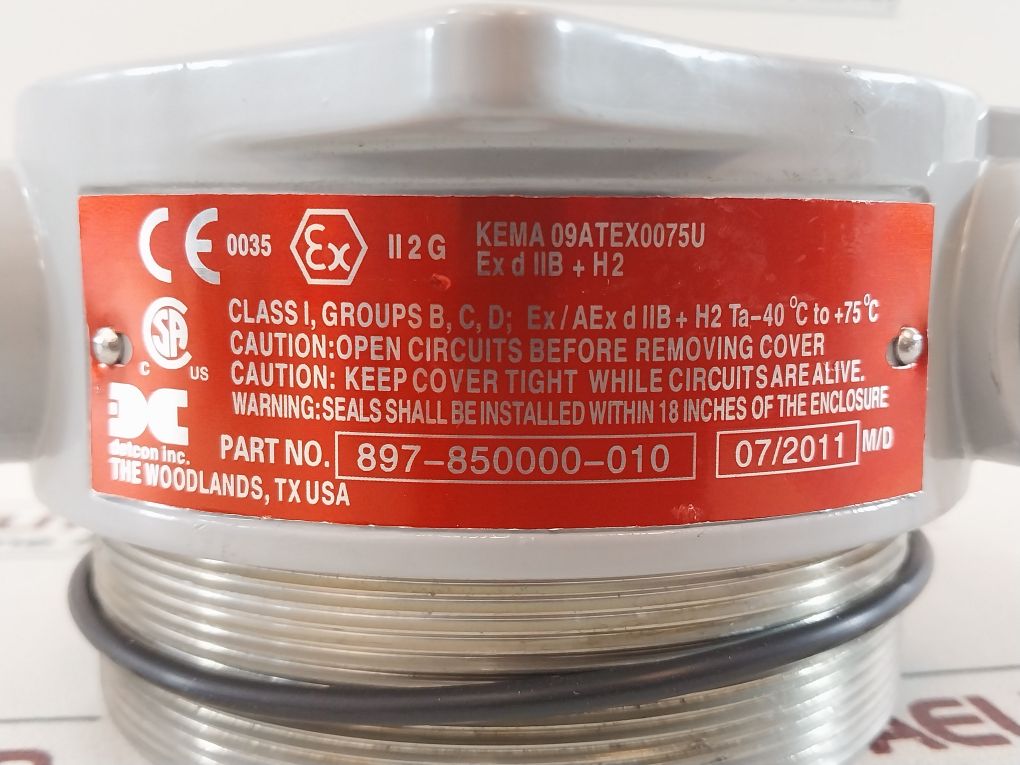 CE 0035 Ex II 2 G KEMA 09ATEX0075U
Ex d IIB + H2
CLASS I, GROUPS B, C, D; Ex / AEx d IIB + H2 Ta-40 °C to +75 °C
SA
C US
CAUTION: OPEN CIRCUITS BEFORE REMOVING COVER
CAUTION: KEEP COVER TIGHT WHILE CIRCUITS ARE ALIVE.
WARNING: SEALS SHALL BE INSTALLED WITHIN 18 INCHES OF THE ENCLOSURE
detcon inc.
PART NO. 897-850000-010 07/2011 M/D
THE WOODLANDS, TX USA
AEL